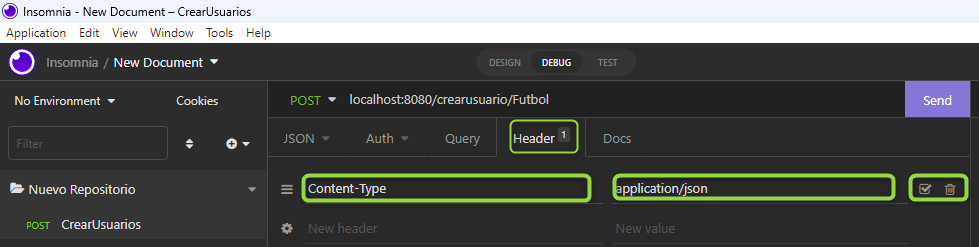 Insomnia - New Document – CrearUsuarios
Application File Edit View Window Tools Help
Insomnia / New Document
DESIGN DEBUG TEST
No Environment Cookies
POST localhost:8080/crearusuario/Futbol Send
Filter
JSON Auth Query Header 1 Docs
Nuevo Repositorio
Content-Type application/json
POST CrearUsuarios
New header New value